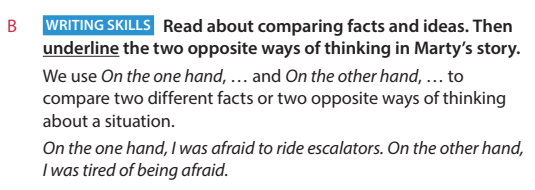 B WRITING SKILLS Read about comparing facts and ideas. Then
underline the two opposite ways of thinking in Marty’s story.
We use On the one hand, … and On the other hand, … to
compare two different facts or two opposite ways of thinking
about a situation.
On the one hand, I was afraid to ride escalators. On the other hand,
I was tired of being afraid.